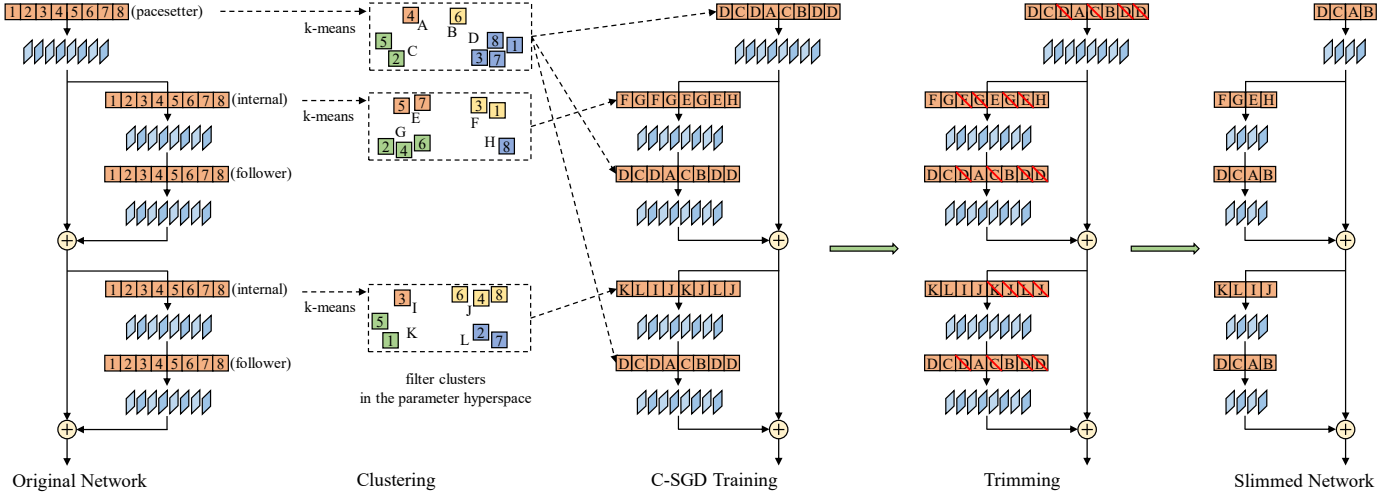 1 2 3 4 5 6 7 8 (pacesetter)
k-means
4 A 6 B
5 2 C
D 8 1 3 7
D C D A C B D D
D C D A C B D D
D C A B
1 2 3 4 5 6 7 8 (internal)
k-means
5 7 E
3 1 F
G 2 4 6
H 8
F G F G E G E H
F G F G E G E H
F G E H
1 2 3 4 5 6 7 8 (follower)
D C D A C B D D
D C D A C B D D
D C A B
1 2 3 4 5 6 7 8 (internal)
k-means
3 I
6 4 8 J
5 1 K
L 2 7
K L I J K J L J
K L I J K J L J
K L I J
1 2 3 4 5 6 7 8 (follower)
D C D A C B D D
D C D A C B D D
D C A B
filter clusters
in the parameter hyperspace
Original Network
Clustering
C-SGD Training
Trimming
Slimmed Network